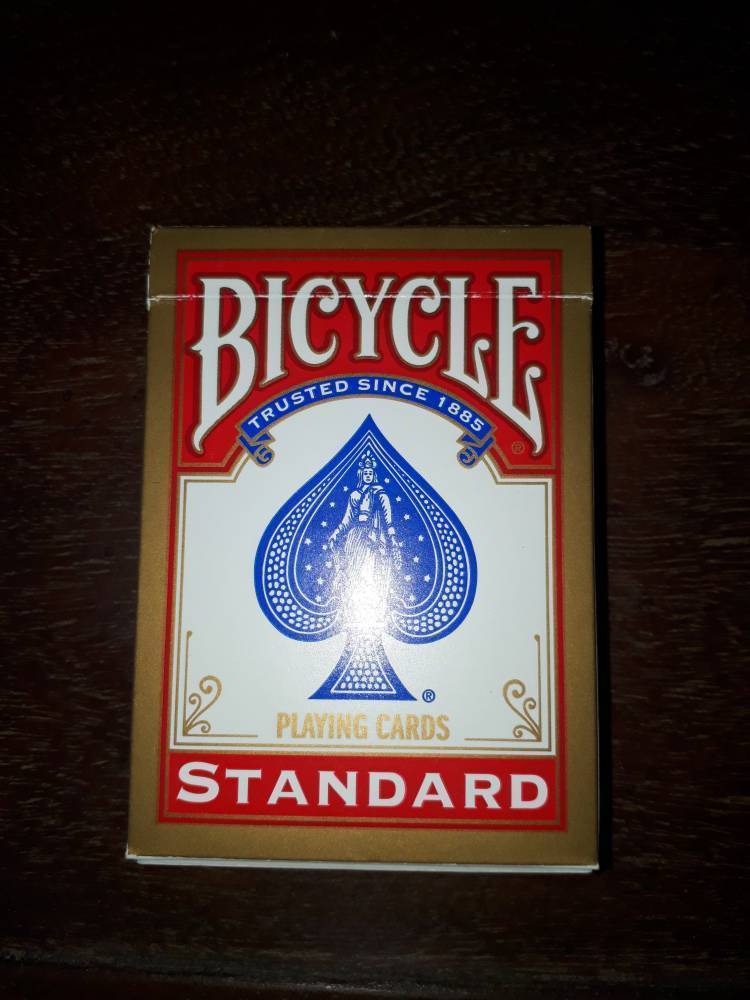 BICYCLE
®
TRUSTED SINCE 1885
®
PLAYING CARDS
STANDARD